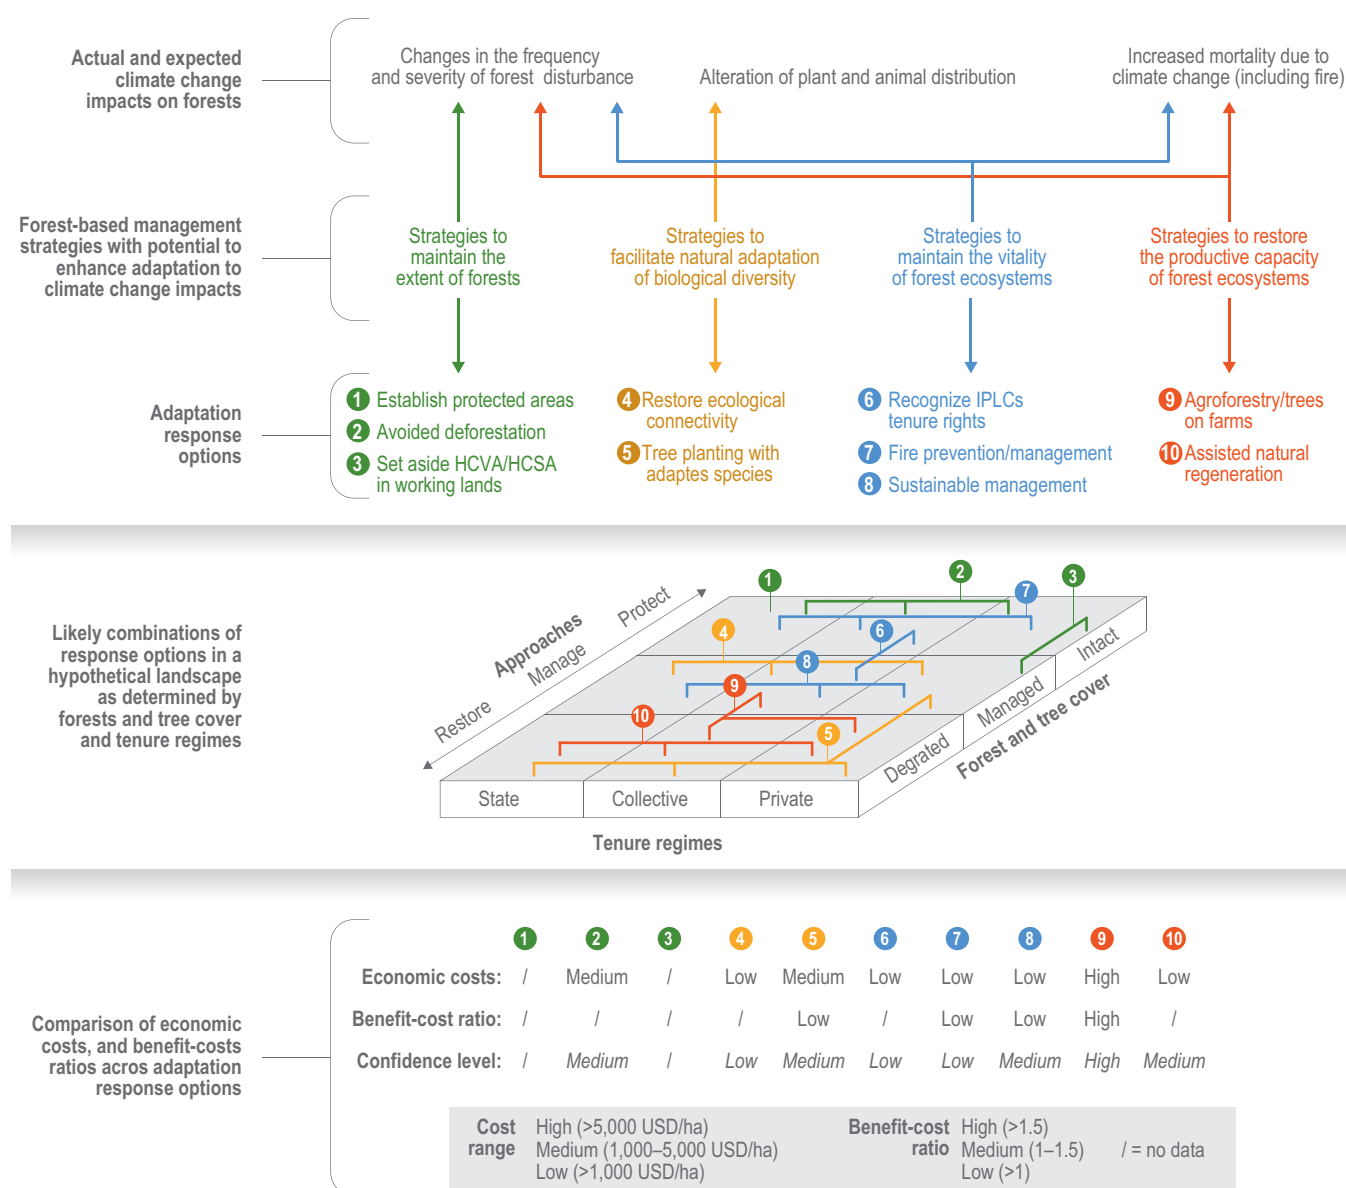 Actual and expected
climate change
impacts on forests
Changes in the frequency
and severity of forest disturbance
Alteration of plant and animal distribution
Increased mortality due to
climate change (including fire)
Forest-based management
strategies with potential to
enhance adaptation to
climate change impacts
Strategies to
maintain the
extent of forests
Strategies to
facilitate natural adaptation
of biological diversity
Strategies to
maintain the vitality
of forest ecosystems
Strategies to restore
the productive capacity
of forest ecosystems
Adaptation
response
options
1 Establish protected areas
2 Avoided deforestation
3 Set aside HCVA/HCSA
in working lands
4 Restore ecological
connectivity
5 Tree planting with
adaptes species
6 Recognize IPLCs
tenure rights
7 Fire prevention/management
8 Sustainable management
9 Agroforestry/trees
on farms
10 Assisted natural
regeneration
Likely combinations of
response options in a
hypothetical landscape
as determined by
forests and tree cover
and tenure regimes
Approaches
Restore Manage Protect
1
2
3
7
4
6
8
9
10
5
State Collective Private
Tenure regimes
Degrated Managed Intact
Forest and tree cover
Comparison of economic
costs, and benefit-costs
ratios acros adaptation
response options
1 2 3 4 5 6 7 8 9 10
Economic costs: / Medium / Low Medium Low Low Low High Low
Benefit-cost ratio: / / / / Low / Low Low High /
Confidence level: / Medium / Low Medium Low Low Medium High Medium
Cost
range
High (>5,000 USD/ha)
Medium (1,000–5,000 USD/ha)
Low (>1,000 USD/ha)
Benefit-cost
ratio
High (>1.5)
Medium (1–1.5)
Low (>1)
/ = no data